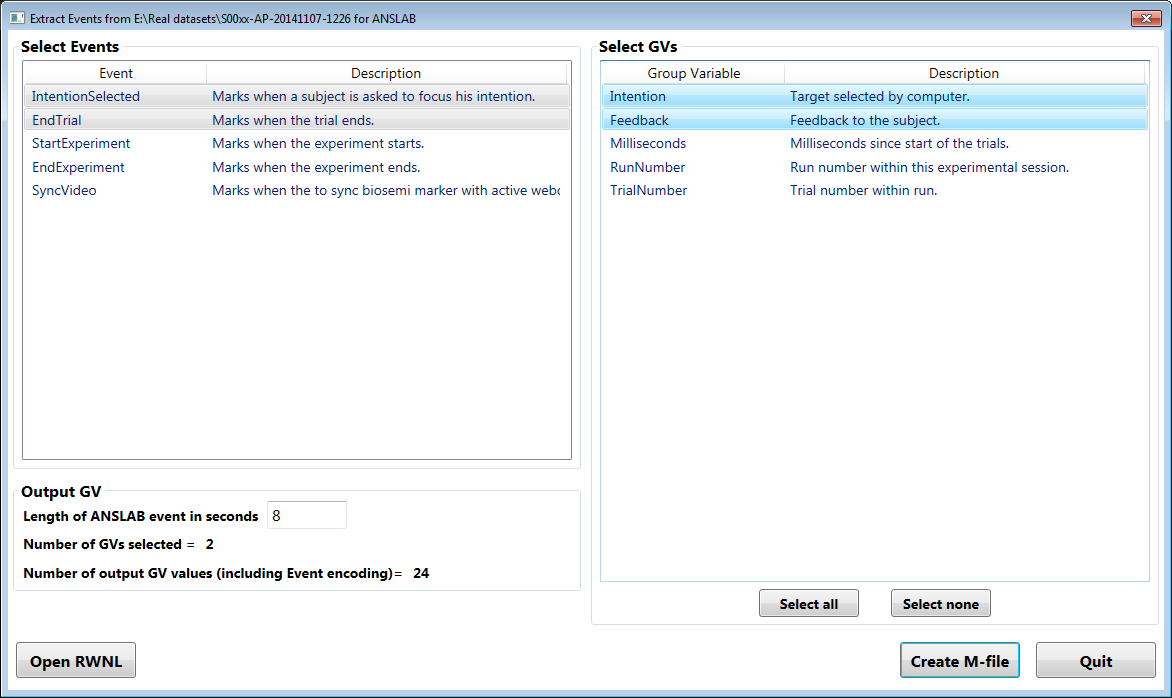 Extract Events from E:\Real datasets\S00xx-AP-20141107-1226 for ANSLAB
Select Events
Event Description
IntentionSelected Marks when a subject is asked to focus his intention.
EndTrial Marks when the trial ends.
StartExperiment Marks when the experiment starts.
EndExperiment Marks when the experiment ends.
SyncVideo Marks when the to sync biosemi marker with active
Output GV
Length of ANSLAB event in seconds 8
Number of GVs selected = 2
Number of output GV values (including Event encoding)= 24
Open RWNL
Select GVs
Group Variable Description
Intention Target selected by computer.
Feedback Feedback to the subject.
Milliseconds Milliseconds since start of the trials.
RunNumber Run number within this experimental session.
TrialNumber Trial number within run.
Select all Select none
Create M-file Quit